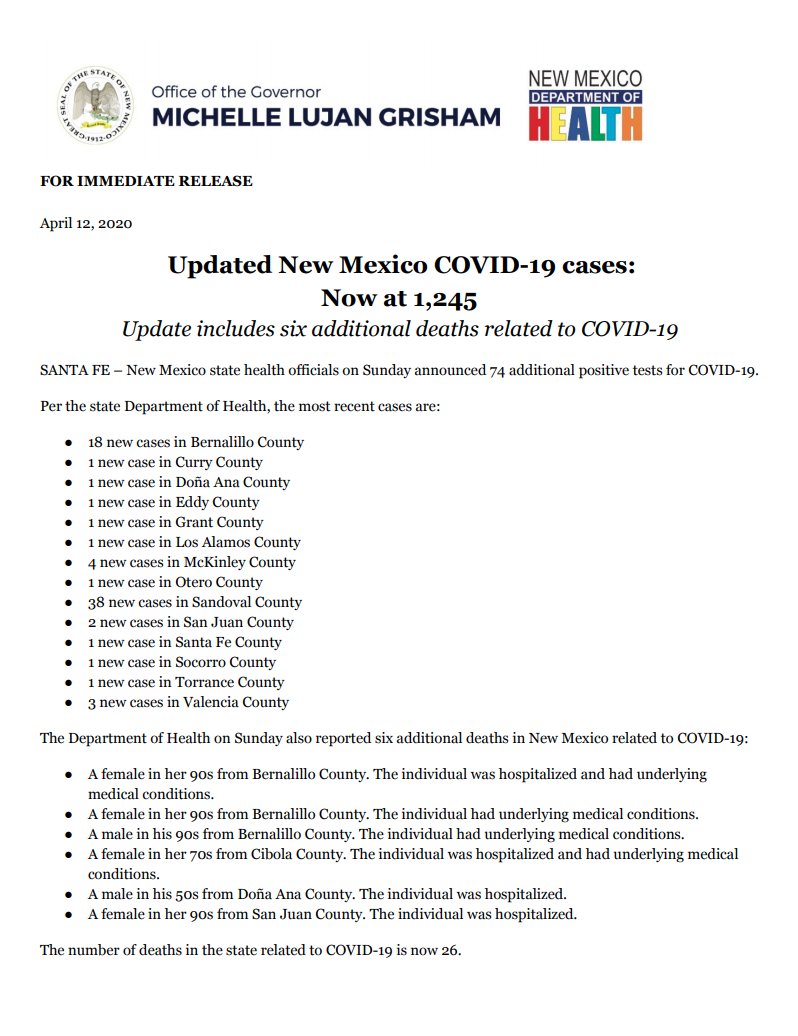 GREAT SEAL OF THE STATE OF NEW MEXICO
•1912•
Office of the Governor
MICHELLE LUJAN GRISHAM
NEW MEXICO
DEPARTMENT OF
HEALTH
FOR IMMEDIATE RELEASE
April 12, 2020
Updated New Mexico COVID-19 cases:
Now at 1,245
Update includes six additional deaths related to COVID-19
SANTA FE – New Mexico state health officials on Sunday announced 74 additional positive tests for COVID-19.
Per the state Department of Health, the most recent cases are:
● 18 new cases in Bernalillo County
● 1 new case in Curry County
● 1 new case in Doña Ana County
● 1 new case in Eddy County
● 1 new case in Grant County
● 1 new case in Los Alamos County
● 4 new cases in McKinley County
● 1 new case in Otero County
● 38 new cases in Sandoval County
● 2 new cases in San Juan County
● 1 new case in Santa Fe County
● 1 new case in Socorro County
● 1 new case in Torrance County
● 3 new cases in Valencia County
The Department of Health on Sunday also reported six additional deaths in New Mexico related to COVID-19:
● A female in her 90s from Bernalillo County. The individual was hospitalized and had underlying
medical conditions.
● A female in her 90s from Bernalillo County. The individual had underlying medical conditions.
● A male in his 90s from Bernalillo County. The individual had underlying medical conditions.
● A female in her 70s from Cibola County. The individual was hospitalized and had underlying medical
conditions.
● A male in his 50s from Doña Ana County. The individual was hospitalized.
● A female in her 90s from San Juan County. The individual was hospitalized.
The number of deaths in the state related to COVID-19 is now 26.